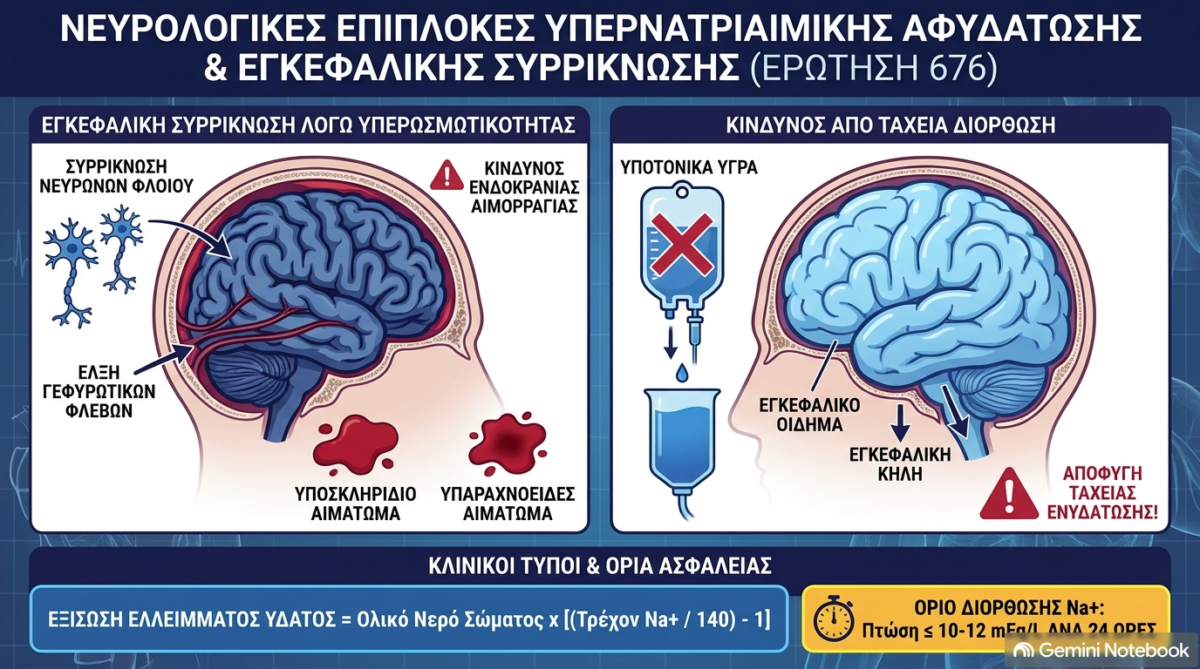 ΝΕΥΡΟΛΟΓΙΚΕΣ ΕΠΙΠΛΟΚΕΣ ΥΠΕΡΝΑΤΡΙΑΙΜΙΚΗΣ ΑΦΥΔΑΤΩΣΗΣ
& ΕΓΚΕΦΑΛΙΚΗΣ ΣΥΡΡΙΚΝΩΣΗΣ (ΕΡΩΤΗΣΗ 676)
ΕΓΚΕΦΑΛΙΚΗ ΣΥΡΡΙΚΝΩΣΗ ΛΟΓΩ ΥΠΕΡΩΣΜΩΤΙΚΟΤΗΤΑΣ
ΣΥΡΡΙΚΝΩΣΗ
ΝΕΥΡΩΝΩΝ ΦΛΟΙΟΥ
ΚΙΝΔΥΝΟΣ
ΕΝΔΟΚΡΑΝΙΑΣ
ΑΙΜΟΡΡΑΓΙΑΣ
ΕΛΞΗ
ΓΕΦΥΡΩΤΙΚΩΝ
ΦΛΕΒΩΝ
ΥΠΟΣΚΛΗΡΙΔΙΟ
ΑΙΜΑΤΩΜΑ
ΥΠΑΡΑΧΝΟΕΙΔΕΣ
ΑΙΜΑΤΩΜΑ
ΚΙΝΔΥΝΟΣ ΑΠΟ ΤΑΧΕΙΑ ΔΙΟΡΘΩΣΗ
ΥΠΟΤΟΝΙΚΑ ΥΓΡΑ
ΕΓΚΕΦΑΛΙΚΟ
ΟΙΔΗΜΑ
ΕΓΚΕΦΑΛΙΚΗ
ΚΗΛΗ
ΑΠΟΦΥΓΗ
ΤΑΧΕΙΑΣ
ΕΝΥΔΑΤΩΣΗΣ!
ΚΛΙΝΙΚΟΙ ΤΥΠΟΙ & ΟΡΙΑ ΑΣΦΑΛΕΙΑΣ
ΕΞΙΣΩΣΗ ΕΛΛΕΙΜΜΑΤΟΣ ΥΔΑΤΟΣ = Ολικό Νερό Σώματος x [(Τρέχον Na+ / 140) - 1]
ΟΡΙΟ ΔΙΟΡΘΩΣΗΣ Na+:
Πτώση ≤ 10-12 mEq/L ΑΝΑ 24 ΩΡΕΣ
Gemini Notebook